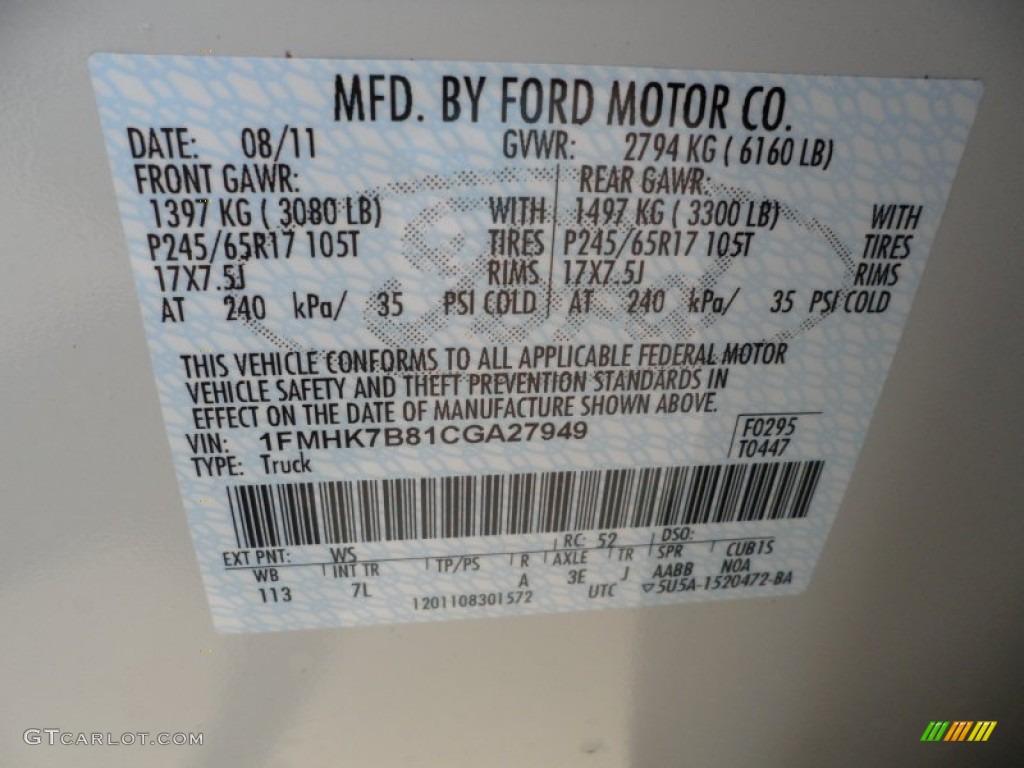 MFD. BY FORD MOTOR CO.
DATE: 08/11 GVWR: 2794 KG ( 6160 LB)
FRONT GAWR: REAR GAWR:
1397 KG ( 3080 LB) WITH 1497 KG ( 3300 LB) WITH
P245/65R17 105T TIRES P245/65R17 105T TIRES
17X7.5J RIMS 17X7.5J RIMS
AT 240 kPa/ 35 PSI COLD AT 240 kPa/ 35 PSI COLD
THIS VEHICLE CONFORMS TO ALL APPLICABLE FEDERAL MOTOR
VEHICLE SAFETY AND THEFT PREVENTION STANDARDS IN
EFFECT ON THE DATE OF MANUFACTURE SHOWN ABOVE.
VIN: 1FMHK7B81CGA27949 F0295
TYPE: Truck T0447
EXT PNT: WS RC: 52 DSO:
WB INT TR TP/PS R AXLE TR SPR CUBIS
113 7L A 3E J AABB NOA
1201108301572 UTC ▽5U5A-1520472-BA
GTCARLOT.COM